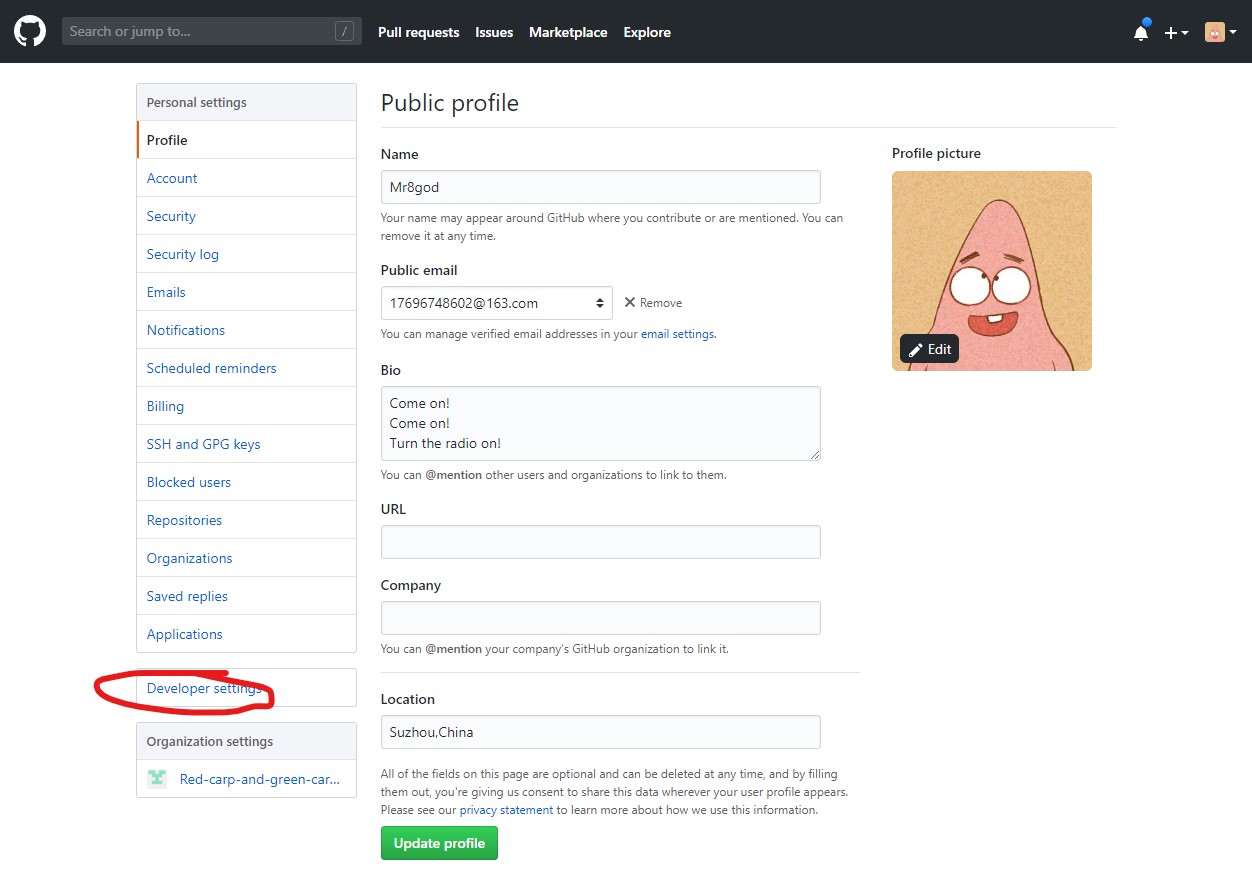 Search or jump to...
/
Pull requests
Issues
Marketplace
Explore
Personal settings
Profile
Account
Security
Security log
Emails
Notifications
Scheduled reminders
Billing
SSH and GPG keys
Blocked users
Repositories
Organizations
Saved replies
Applications
Developer settings
Organization settings
Red-carp-and-green-car...
Public profile
Name
Mr8god
Your name may appear around GitHub where you contribute or are mentioned. You can
remove it at any time.
Public email
17696748602@163.com
Remove
You can manage verified email addresses in your email settings.
Bio
Come on!
Come on!
Turn the radio on!
You can @mention other users and organizations to link to them.
URL
Company
You can @mention your company's GitHub organization to link it.
Location
Suzhou,China
All of the fields on this page are optional and can be deleted at any time, and by filling
them out, you're giving us consent to share this data wherever your user profile appears.
Please see our privacy statement to learn more about how we use this information.
Update profile
Profile picture
Edit